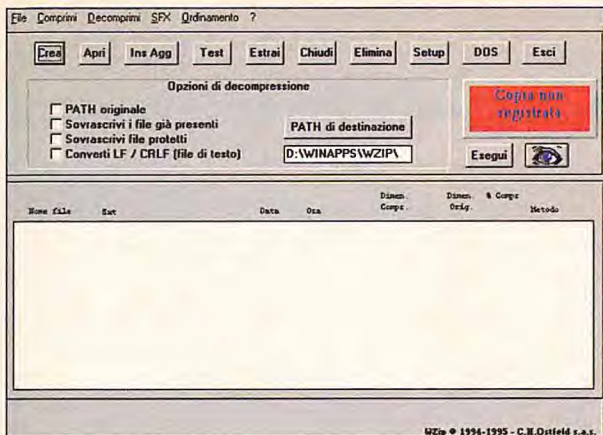 File Comprimi Decomprimi SFX Ordinamento ?
Crea Apri Ins Agg Test Estrai Chiudi Elimina Setup DOS Esci
Opzioni di decompressione
PATH originale
Sovrascrivi i file già presenti
Sovrascrivi file protetti
Converti LF / CRLF (file di testo)
PATH di destinazione
D:\WINAPPS\WZIP\
Copia non
registrata
Esegui
Nome file Ext Data Ora Dimen. Compr. Dimen. Orig. % Compr Metodo
WZip © 1994-1995 - C.H.Ostfeld s.a.s.